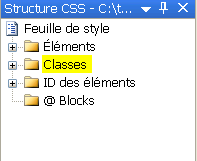 Structure CSS - C:\t...
Feuille de style
Éléments
Classes
ID des éléments
@ Blocks